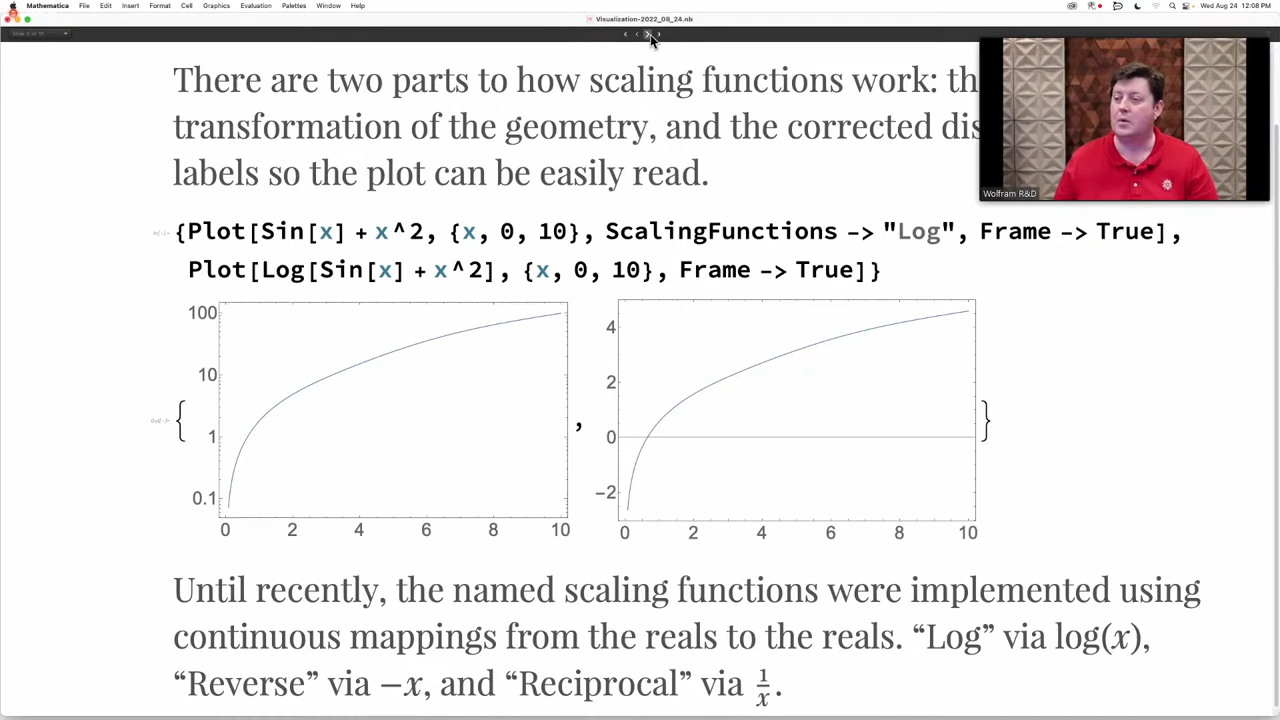 Mathematica File Edit Insert Format Cell Graphics Evaluation Palettes Window Help
Wed Aug 24 12:08 PM
Visualization-2022_08_24.nb
There are two parts to how scaling functions work: th
transformation of the geometry, and the corrected dis
labels so the plot can be easily read.
Wolfram R&D
{Plot[Sin[x] + x^2, {x, 0, 10}, ScalingFunctions -> "Log", Frame -> True],
Plot[Log[Sin[x] + x^2], {x, 0, 10}, Frame -> True]}
100
10
1
0.1
0 2 4 6 8 10
4
2
0
−2
0 2 4 6 8 10
{ , }
Until recently, the named scaling functions were implemented using
continuous mappings from the reals to the reals. “Log” via log(x),
“Reverse” via −x, and “Reciprocal” via 1/x.